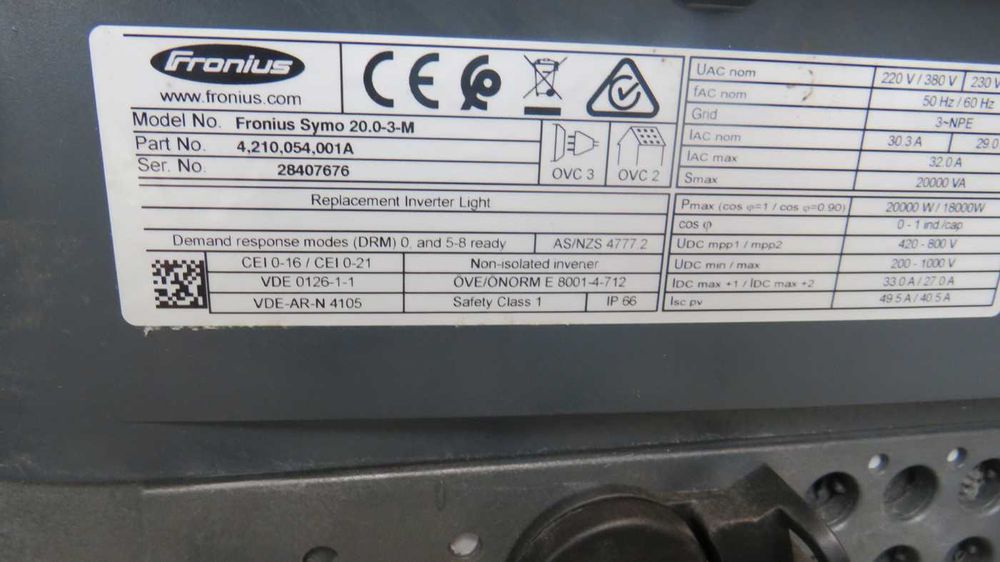 Fronius
www.fronius.com
CE
Model No. Fronius Symo 20.0-3-M
Part No. 4,210,054,001A
Ser. No. 28407676
OVC 3
OVC 2
Replacement Inverter Light
Demand response modes (DRM) 0, and 5-8 ready
AS/NZS 4777.2
CEI 0-16 / CEI 0-21
Non-isolated inverter
VDE 0126-1-1
ÖVE/ÖNORM E 8001-4-712
VDE-AR-N 4105
Safety Class 1
IP 66
UAC nom 220 V / 380 V 230 V
fAC nom 50 Hz / 60 Hz
Grid 3~NPE
IAC nom 30.3 A 29.0
IAC max 32.0 A
Smax 20000 VA
Pmax (cos φ=1 / cos φ=0.90) 20000 W / 18000W
cos φ 0 - 1 ind./cap
UDC mpp1 / mpp2 420 - 800 V
UDC min / max 200 - 1000 V
IDC max +1 / IDC max +2 33.0 A / 27.0 A
Isc pv 49.5 A / 40.5 A